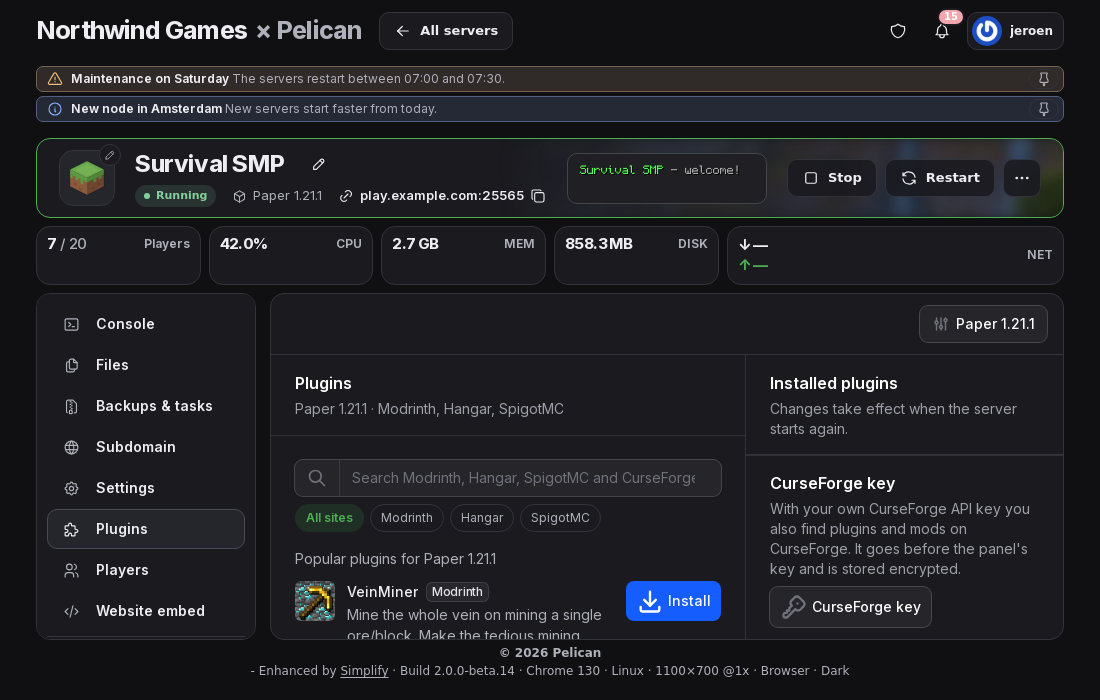 Northwind Games × Pelican
All servers
15
jeroen
Maintenance on Saturday The servers restart between 07:00 and 07:30.
New node in Amsterdam New servers start faster from today.
Survival SMP
Running
Paper 1.21.1
play.example.com:25565
Survival SMP — welcome!
Stop
Restart
7 / 20
Players
42.0%
CPU
2.7 GB
MEM
858.3 MB
DISK
↓—
↑—
NET
Console
Files
Backups & tasks
Subdomain
Settings
Plugins
Players
Website embed
Paper 1.21.1
Plugins
Paper 1.21.1 · Modrinth, Hangar, SpigotMC
Search Modrinth, Hangar, SpigotMC and CurseForge
All sites
Modrinth
Hangar
SpigotMC
Popular plugins for Paper 1.21.1
VeinMiner
Modrinth
Mine the whole vein on mining a single
ore/block. Make the tedious mining
Install
Installed plugins
Changes take effect when the server
starts again.
CurseForge key
With your own CurseForge API key you
also find plugins and mods on
CurseForge. It goes before the panel's
key and is stored encrypted.
CurseForge key
© 2026 Pelican
- Enhanced by Simplify · Build 2.0.0-beta.14 · Chrome 130 · Linux · 1100×700 @1x · Browser · Dark